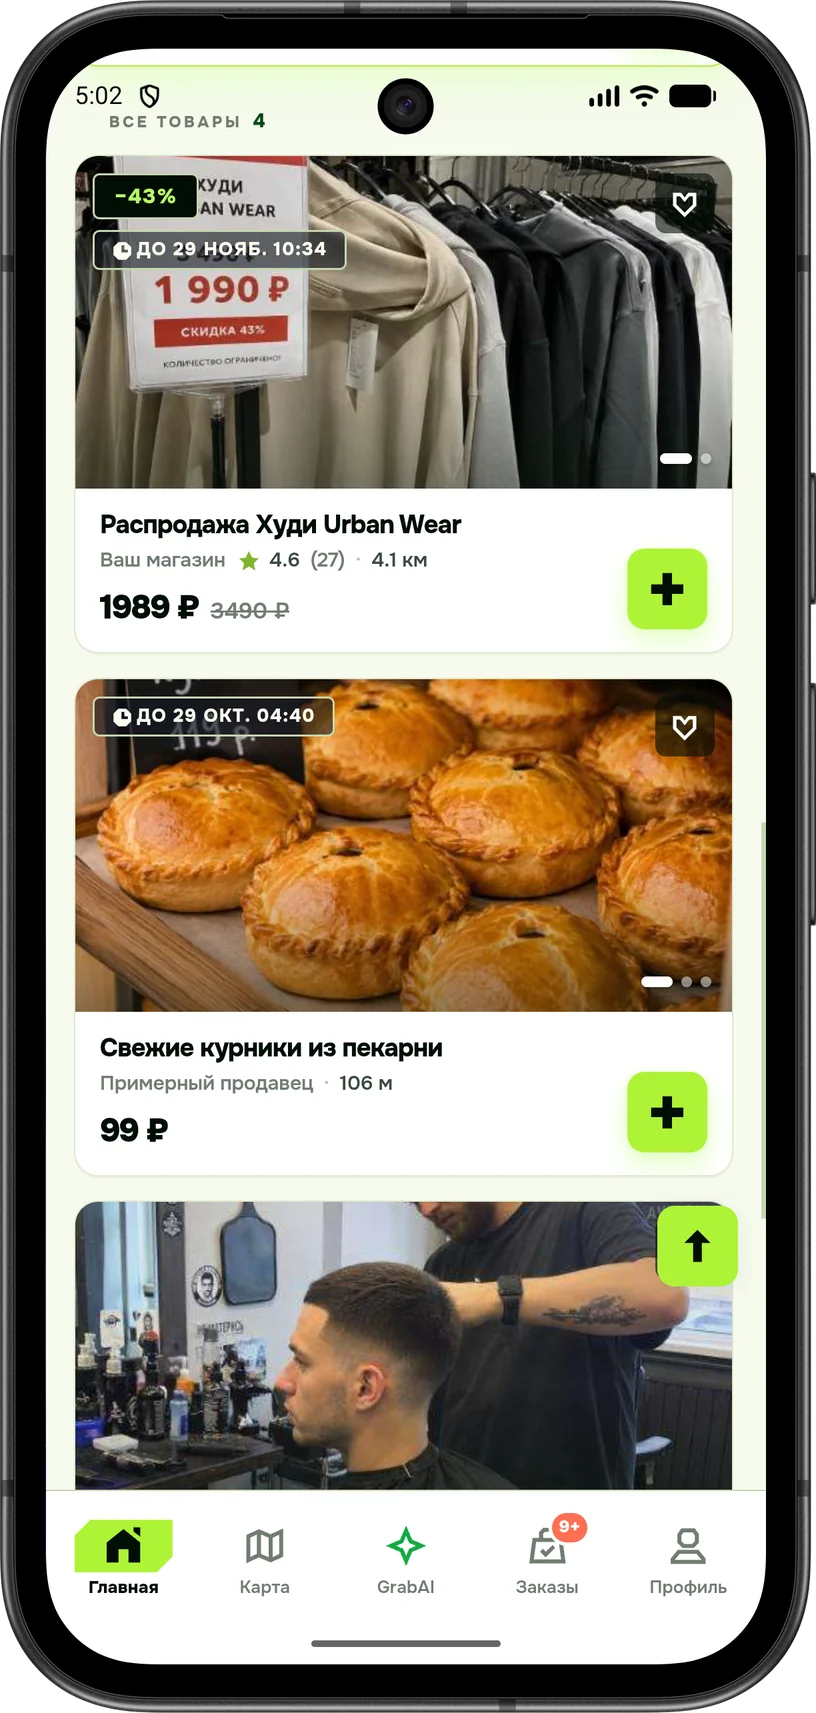 5:02
ВСЕ ТОВАРЫ 4
-43%
ХУДИ
AN WEAR
ДО 29 НОЯБ. 10:34
1 990 ₽
СКИДКА 43%
КОЛИЧЕСТВО ОГРАНИЧЕНО!
Распродажа Худи Urban Wear
Ваш магазин ★ 4.6 (27) · 4.1 км
1989 ₽ 3490 ₽
ДО 29 ОКТ. 04:40
119 р.
Свежие курники из пекарни
Примерный продавец · 106 м
99 ₽
9+
Главная
Карта
GrabAI
Заказы
Профиль